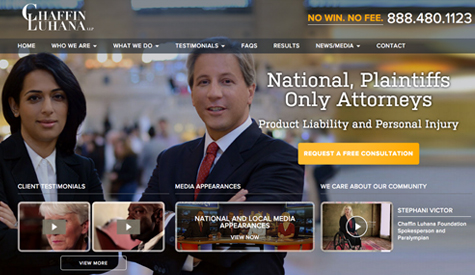 CHAFFIN
LUHANA LLP
NO WIN. NO FEE. 888.480.1123
HOME WHO WE ARE WHAT WE DO TESTIMONIALS FAQS RESULTS NEWS/MEDIA CONTACT
National, Plaintiffs
Only Attorneys
Product Liability and Personal Injury
REQUEST A FREE CONSULTATION
CLIENT TESTIMONIALS
MEDIA APPEARANCES
WE CARE ABOUT OUR COMMUNITY
NATIONAL AND LOCAL MEDIA
APPEARANCES
VIEW NOW
STEPHANI VICTOR
Chaffin Luhana Foundation
Spokesperson and
Paralympian
VIEW MORE